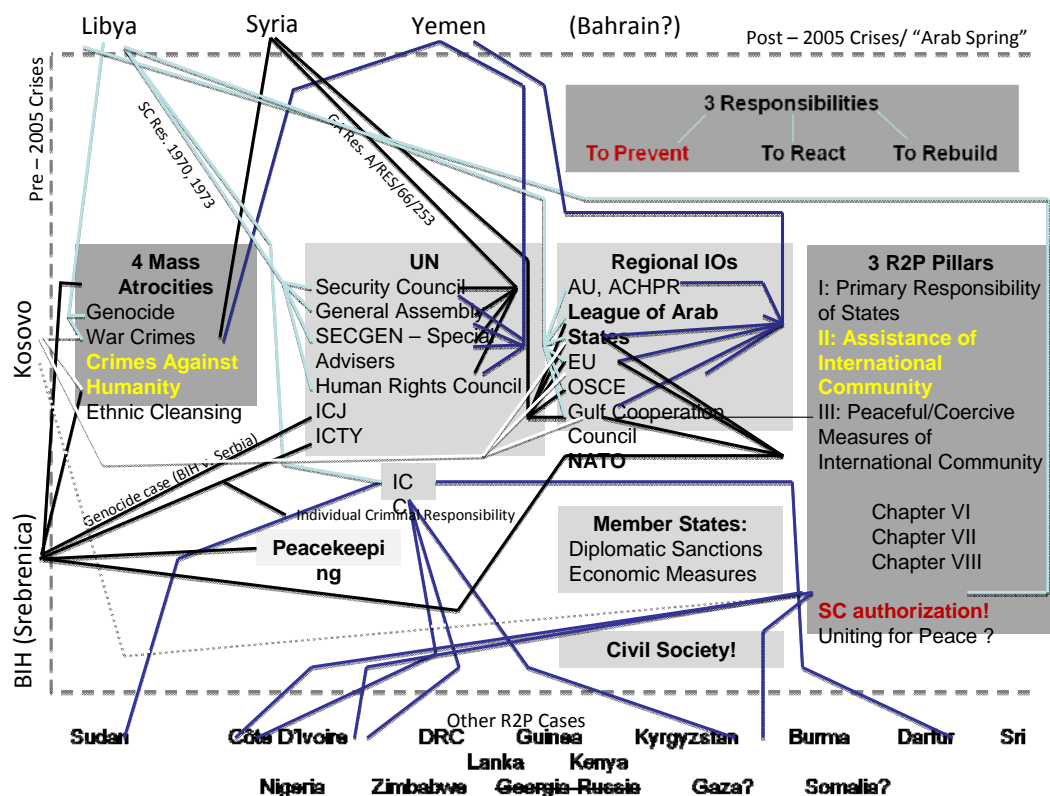 Libya
Syria
Yemen
(Bahrain?)
Post – 2005 Crises/ “Arab Spring”
Pre – 2005 Crises
Kosovo
BIH (Srebrenica)
SC Res. 1970, 1973
GA Res. A/RES/66/253
3 Responsibilities
To Prevent
To React
To Rebuild
4 Mass
Atrocities
Genocide
War Crimes
Crimes Against
Humanity
Ethnic Cleansing
UN
Security Council
General Assembly
SECGEN – Special
Advisers
Human Rights Council
ICJ
ICTY
Regional IOs
AU, ACHPR
League of Arab
States
EU
OSCE
Gulf Cooperation
Council
NATO
3 R2P Pillars
I: Primary Responsibility
of States
II: Assistance of
International
Community
III: Peaceful/Coercive
Measures of
International Community
Chapter VI
Chapter VII
Chapter VIII
SC authorization!
Uniting for Peace ?
Genocide case (BIH v. Serbia)
IC
C
Individual Criminal Responsibility
Peacekeepi
ng
Member States:
Diplomatic Sanctions
Economic Measures
Civil Society!
Other R2P Cases
Sudan Côte D'Ivoire DRC Guinea Kyrgyzstan Burma Darfur Sri
Lanka Kenya
Nigeria Zimbabwe Georgia-Russia Gaza? Somalia?